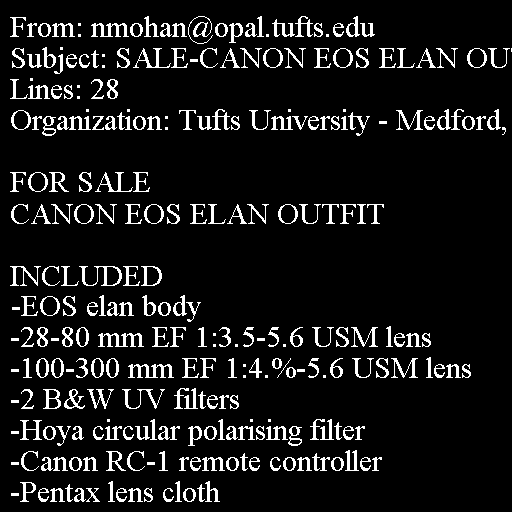 From: nmohan@opal.tufts.edu
Subject: SALE-CANON EOS ELAN OU
Lines: 28
Organization: Tufts University - Medford,
FOR SALE
CANON EOS ELAN OUTFIT
INCLUDED
-EOS elan body
-28-80 mm EF 1:3.5-5.6 USM lens
-100-300 mm EF 1:4.%-5.6 USM lens
-2 B&W UV filters
-Hoya circular polarising filter
-Canon RC-1 remote controller
-Pentax lens cloth